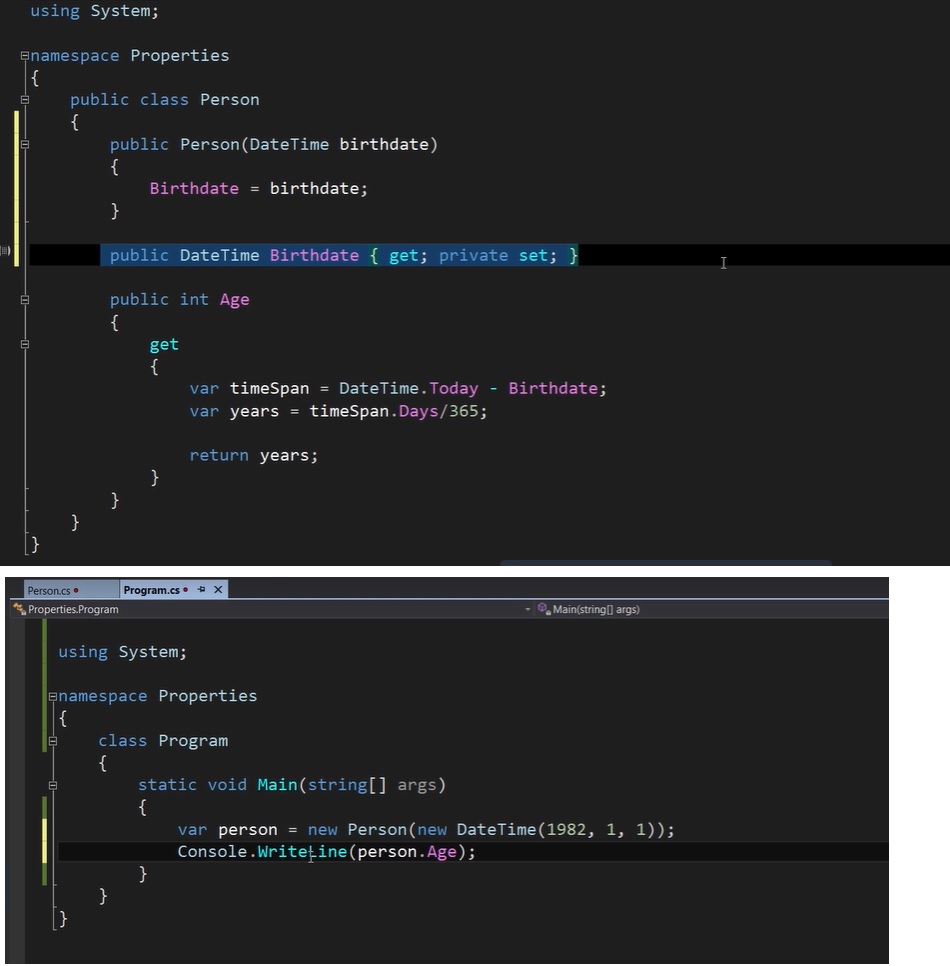 using System;
namespace Properties
{
public class Person
{
public Person(DateTime birthdate)
{
Birthdate = birthdate;
}
public DateTime Birthdate { get; private set; }
public int Age
{
get
{
var timeSpan = DateTime.Today - Birthdate;
var years = timeSpan.Days/365;
return years;
}
}
}
}
Person.cs Program.cs
Properties.Program Main(string[] args)
using System;
namespace Properties
{
class Program
{
static void Main(string[] args)
{
var person = new Person(new DateTime(1982, 1, 1));
Console.WriteLine(person.Age);
}
}
}